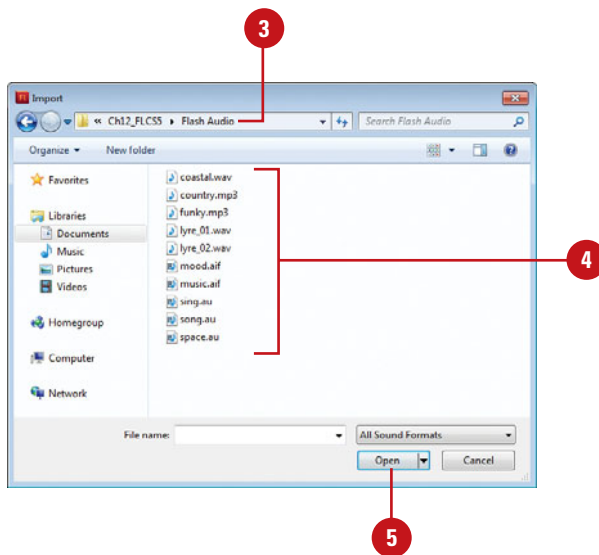 3
Import
« Ch12_FLCS5 ▸ Flash Audio
Search Flash Audio
Organize
New folder
Favorites
Libraries
Documents
Music
Pictures
Videos
Homegroup
Computer
Network
coastal.wav
country.mp3
funky.mp3
lyre_01.wav
lyre_02.wav
mood.aif
music.aif
sing.au
song.au
space.au
4
File name:
All Sound Formats
Open
Cancel
5